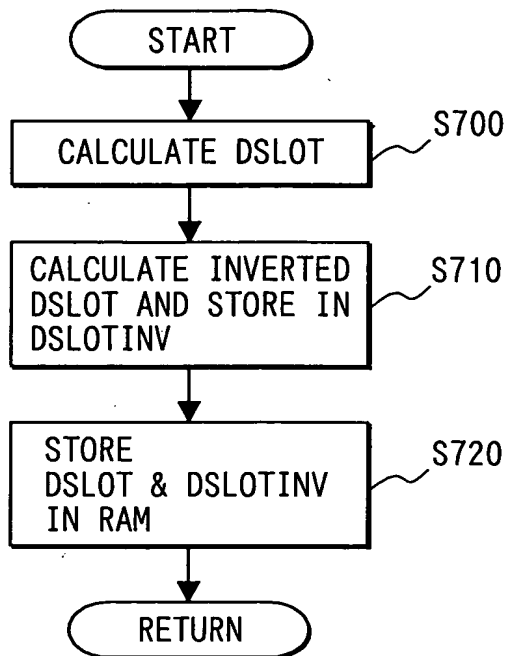 START
CALCULATE DSLOT
S700
CALCULATE INVERTED
DSLOT AND STORE IN
DSLOTINV
S710
STORE
DSLOT & DSLOTINV
IN RAM
S720
RETURN